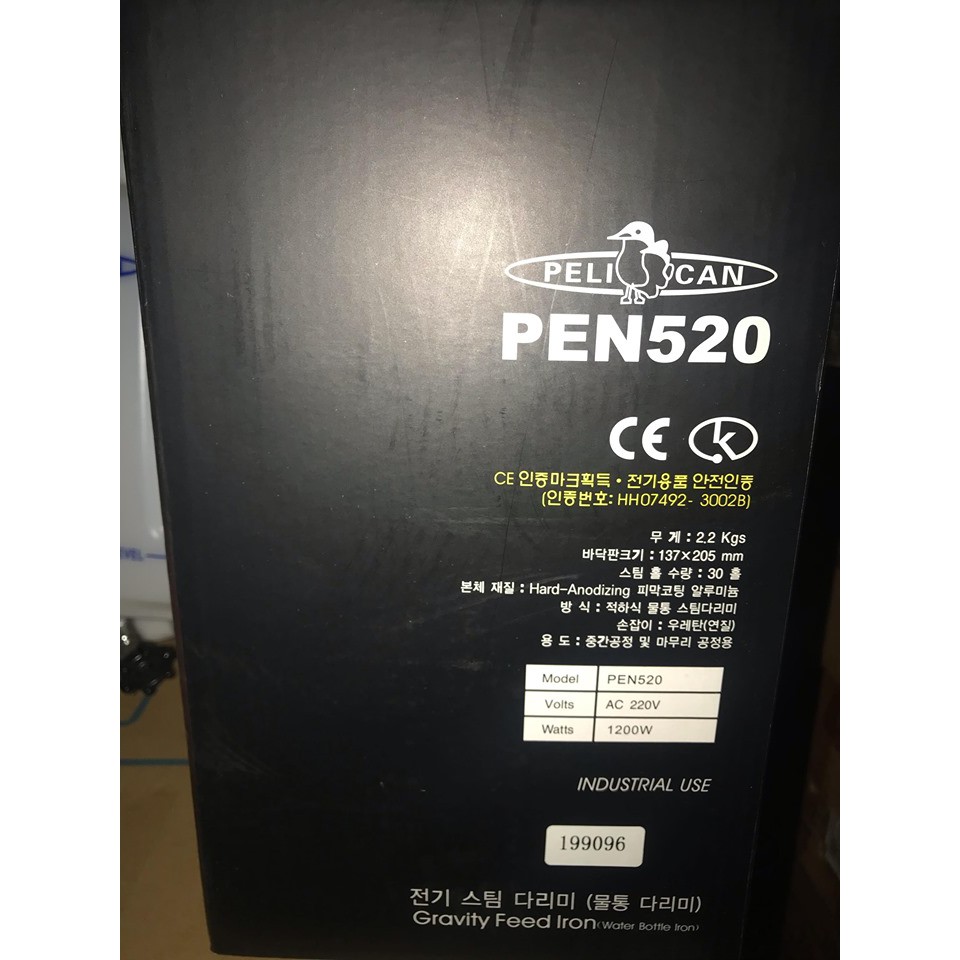 PELICAN
PEN520
CE k
CE 인증마크획득 • 전기용품 안전인증
(인증번호: HH07492- 3002B)
무 게 : 2.2 Kgs
바닥판크기 : 137×205 mm
스팀 홀 수량 : 30 홀
본체 재질 : Hard-Anodizing 피막코팅 알루미늄
방 식 : 적하식 물통 스팀다리미
손잡이 : 우레탄(연질)
용 도 : 중간공정 및 마무리 공정용
Model PEN520
Volts AC 220V
Watts 1200W
INDUSTRIAL USE
199096
전기 스팀 다리미 (물통 다리미)
Gravity Feed Iron (Water Bottle Iron)